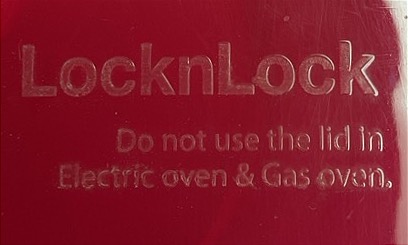 LocknLock
Do not use the lid in
Electric oven & Gas oven.